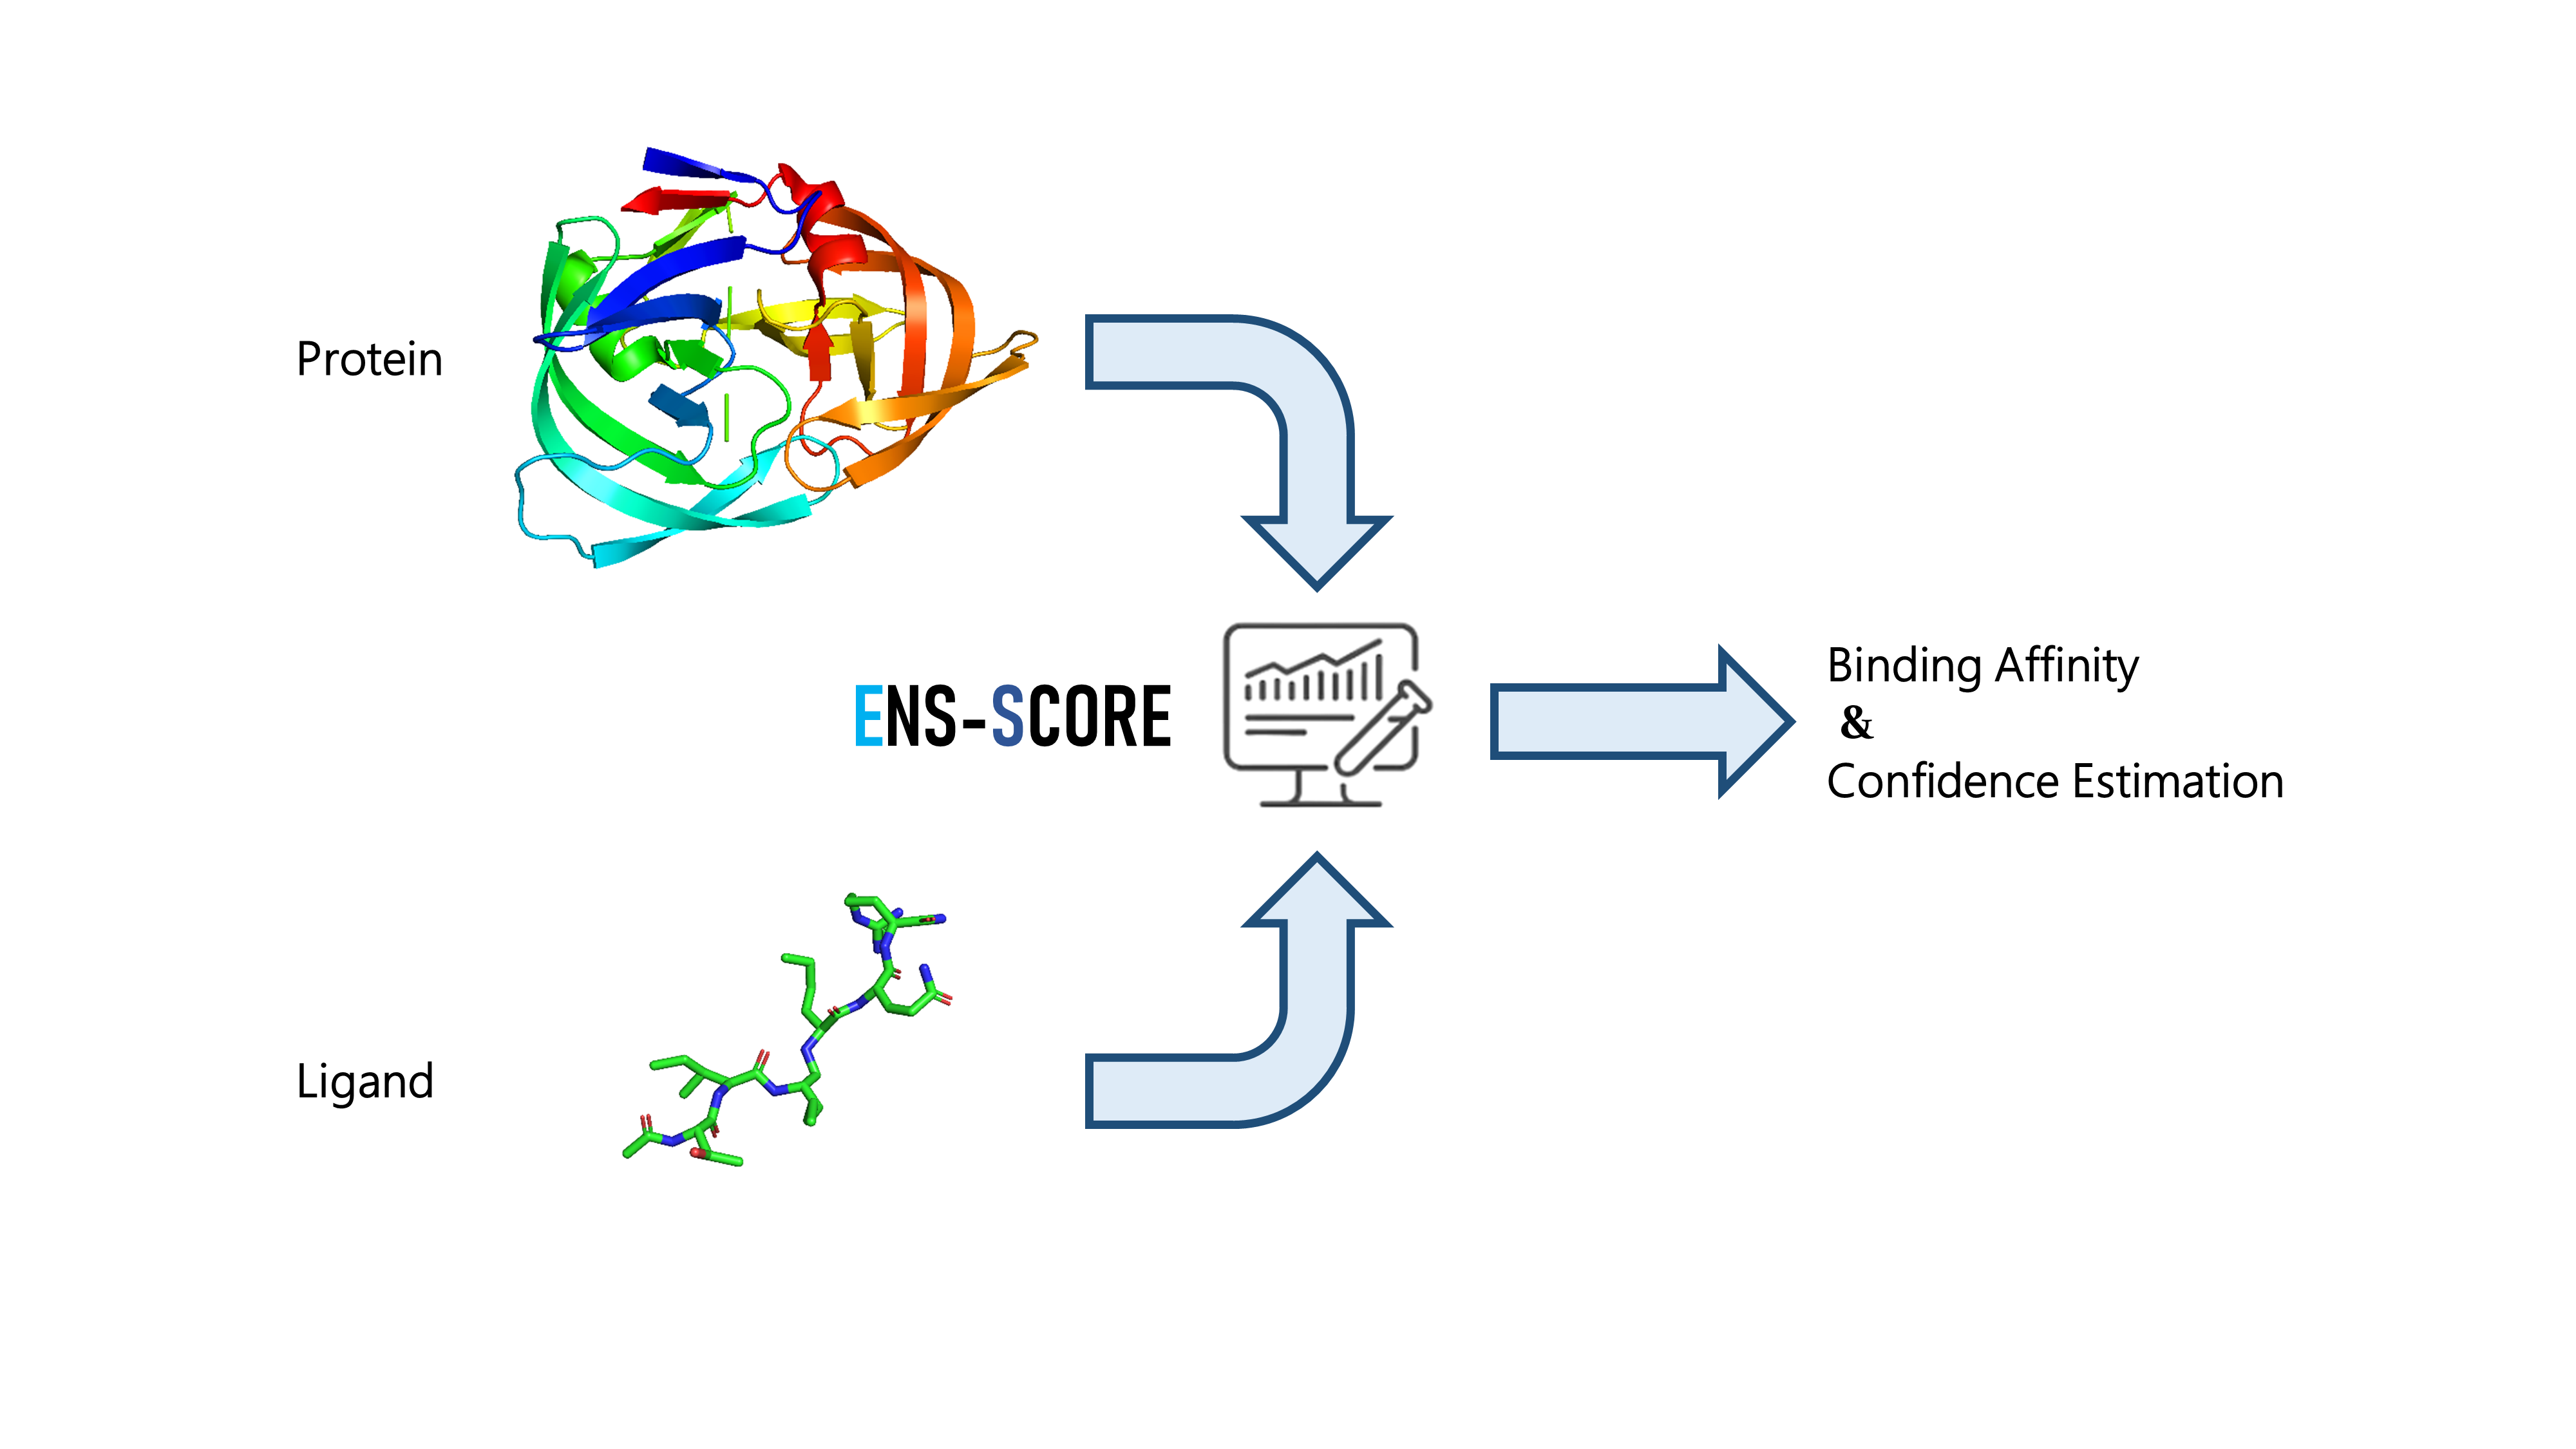 Protein
ENS-SCORE
Binding Affinity
&
Confidence Estimation
Ligand